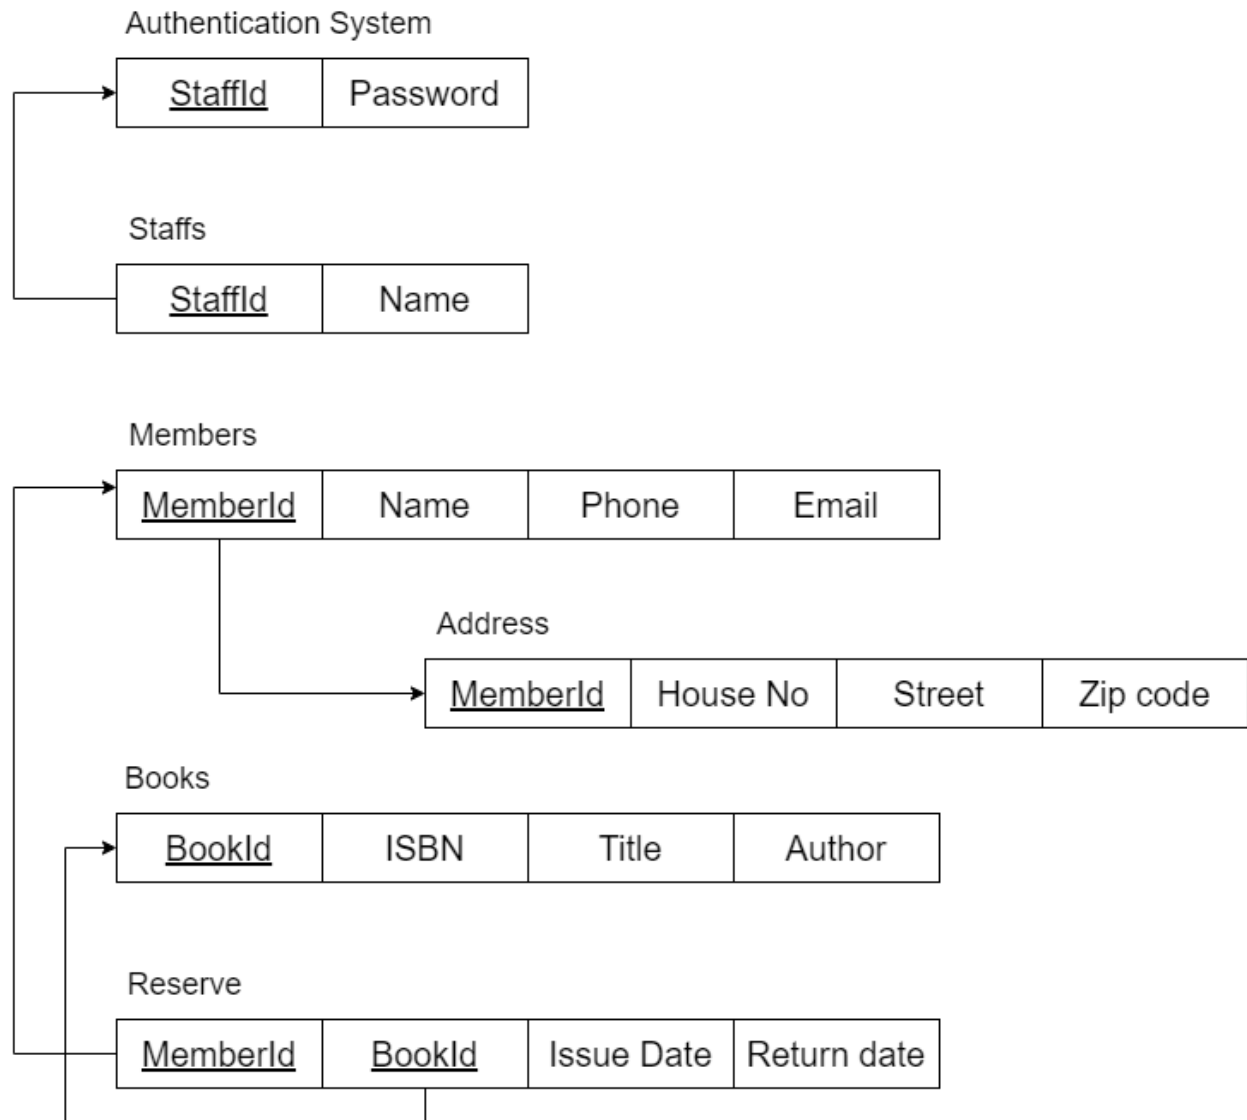 Authentication System
StaffId Password
Staffs
StaffId Name
Members
MemberId Name Phone Email
Address
MemberId House No Street Zip code
Books
BookId ISBN Title Author
Reserve
MemberId BookId Issue Date Return date